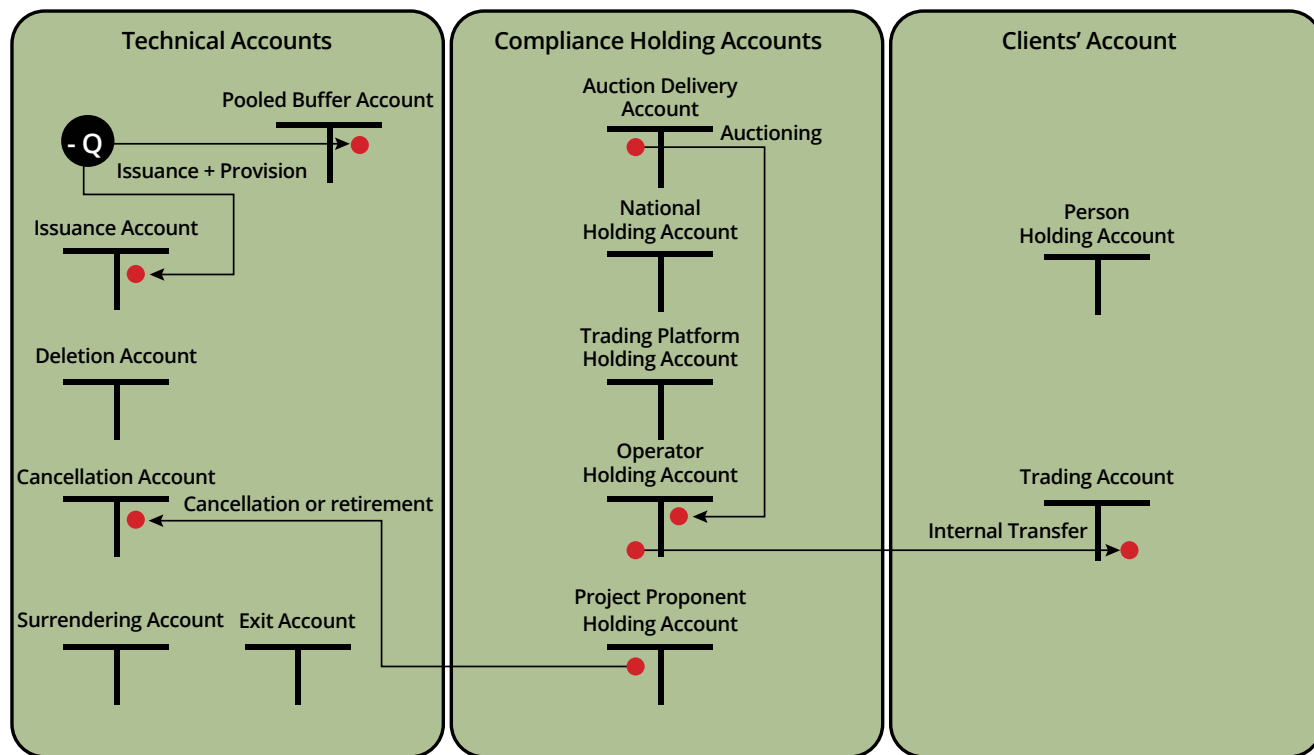 Technical Accounts
Pooled Buffer Account
- Q
Issuance + Provision
Issuance Account
Deletion Account
Cancellation Account
Cancellation or retirement
Surrendering Account
Exit Account
Compliance Holding Accounts
Auction Delivery
Account
Auctioning
National
Holding Account
Trading Platform
Holding Account
Operator
Holding Account
Internal Transfer
Project Proponent
Holding Account
Clients’ Account
Person
Holding Account
Trading Account